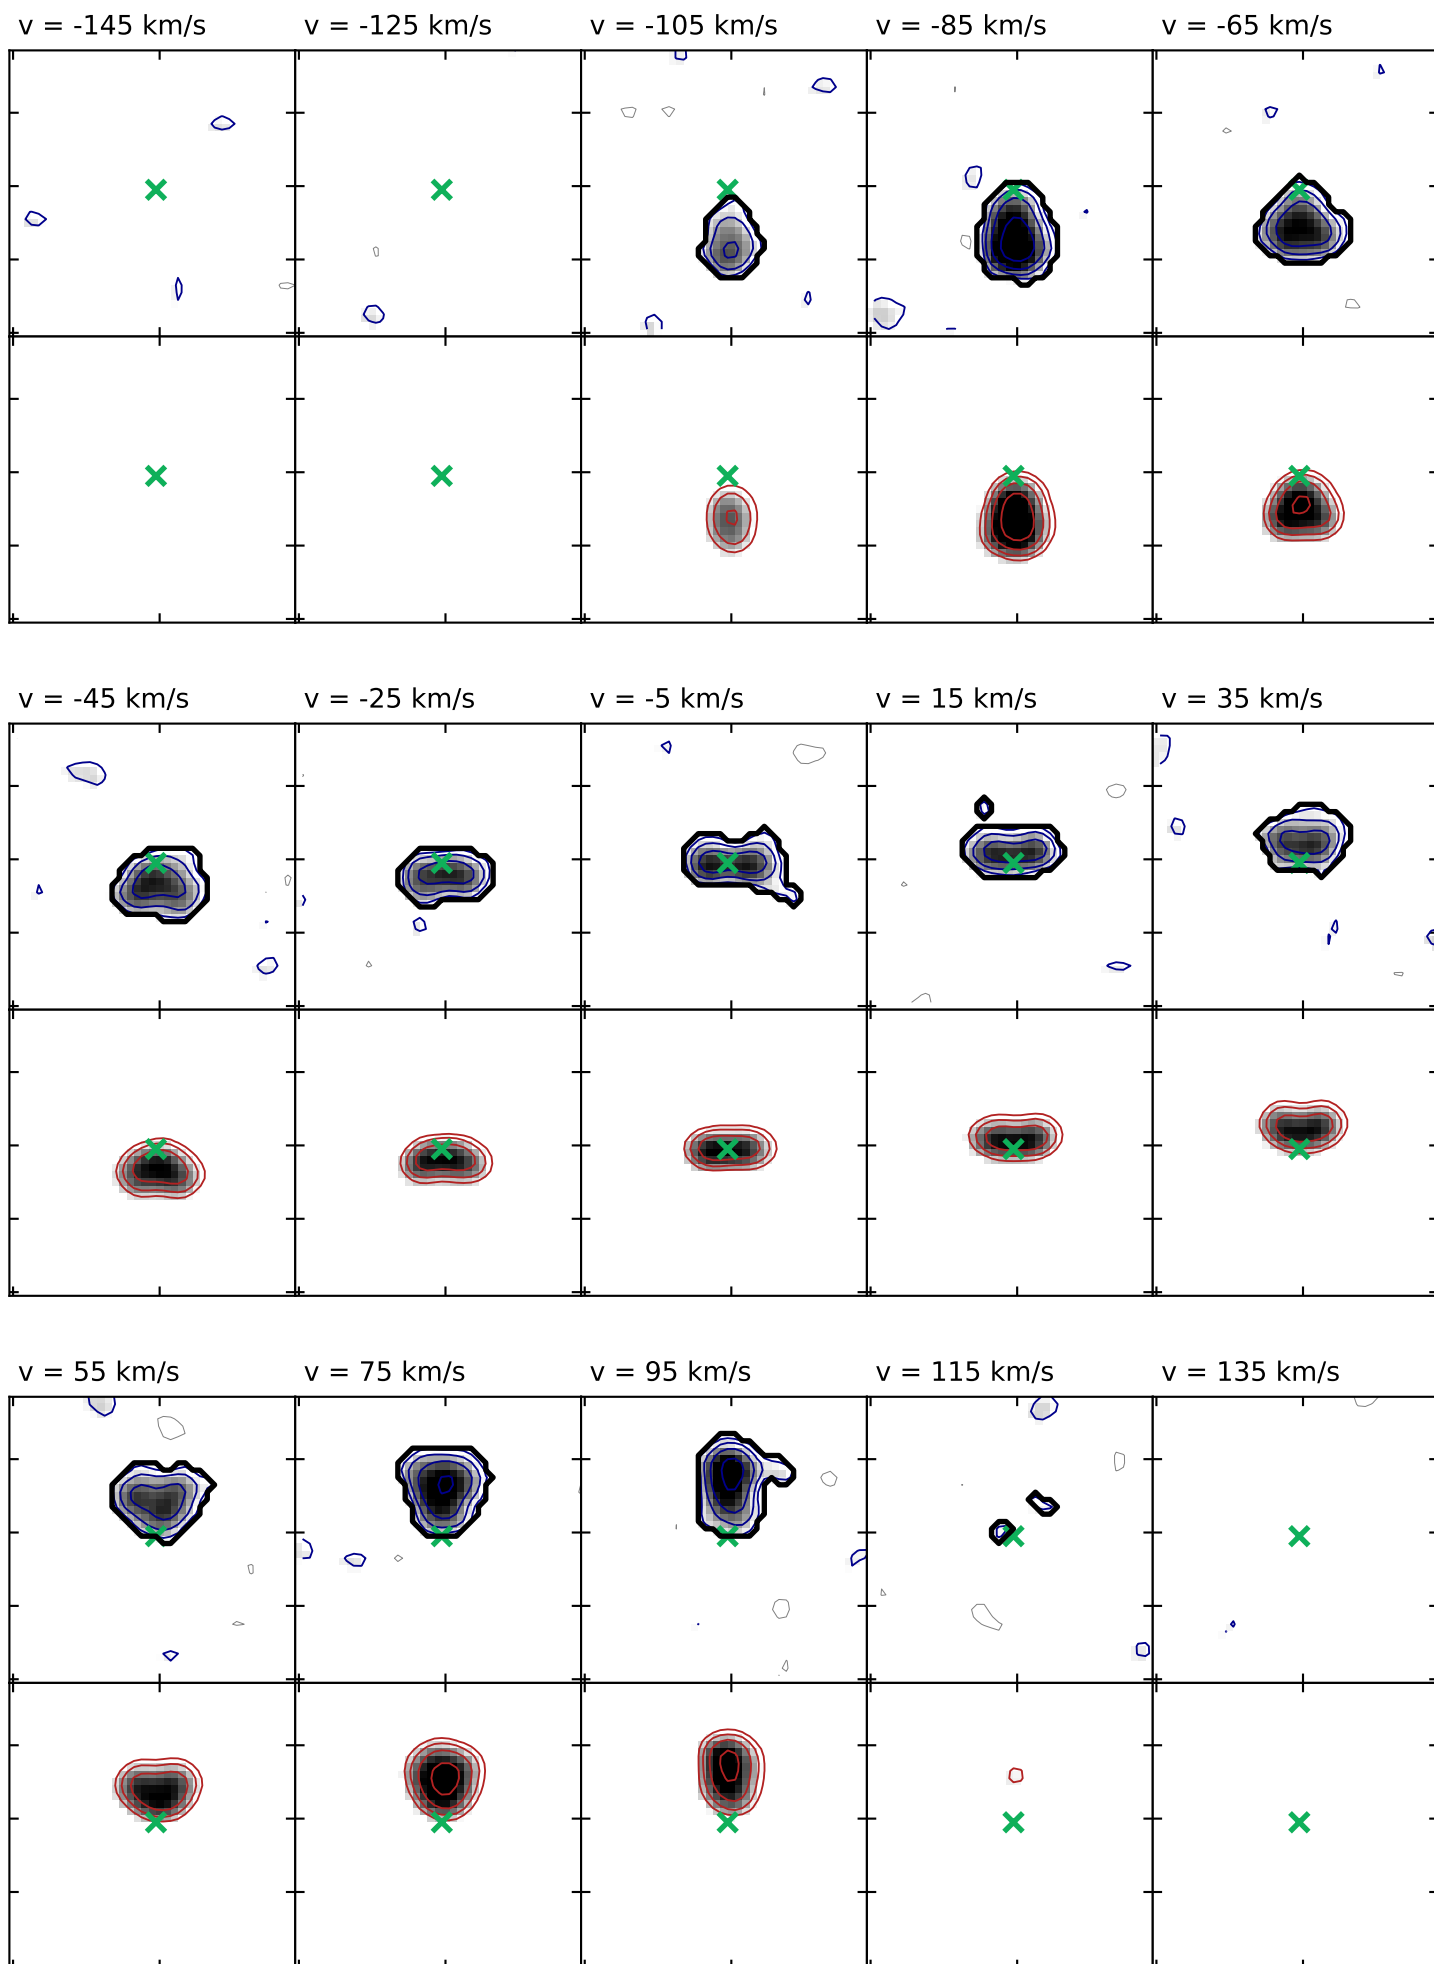 v = -145 km/s
v = -125 km/s
v = -105 km/s
v = -85 km/s
v = -65 km/s
v = -45 km/s
v = -25 km/s
v = -5 km/s
v = 15 km/s
v = 35 km/s
v = 55 km/s
v = 75 km/s
v = 95 km/s
v = 115 km/s
v = 135 km/s